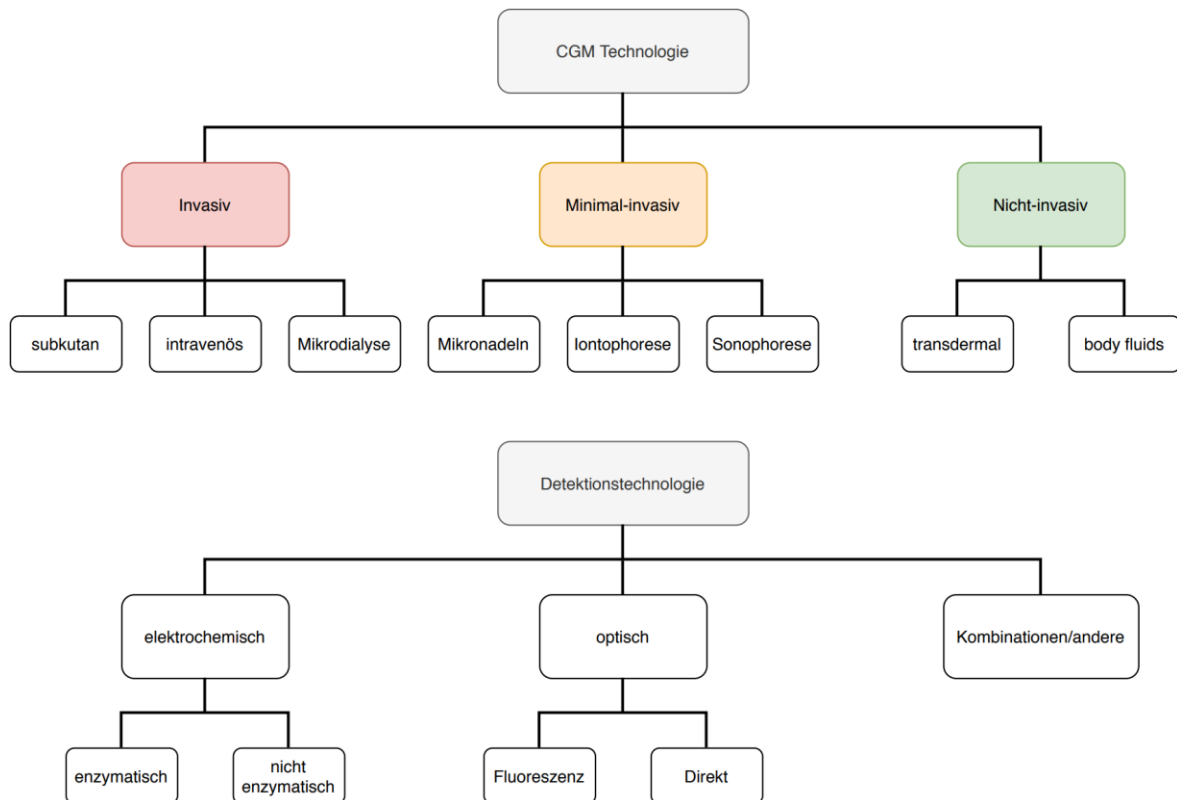 CGM Technologie
Invasiv
Minimal-invasiv
Nicht-invasiv
subkutan
intravenös
Mikrodialyse
Mikronadeln
Iontophorese
Sonophorese
transdermal
body fluids
Detektionstechnologie
elektrochemisch
optisch
Kombinationen/andere
enzymatisch
nicht
enzymatisch
Fluoreszenz
Direkt